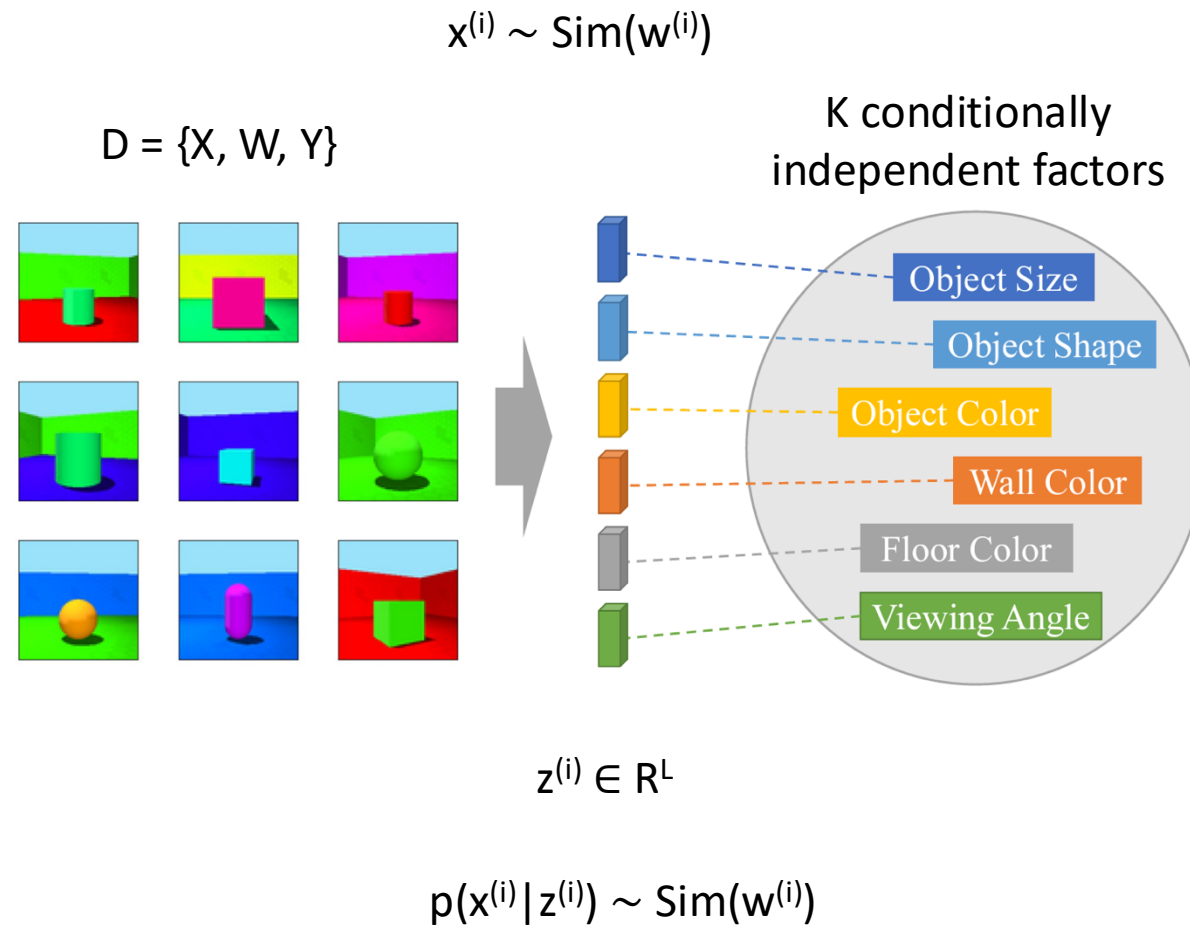 x⁽ⁱ⁾ ~ Sim(w⁽ⁱ⁾)
D = {X, W, Y}
K conditionally
independent factors
Object Size
Object Shape
Object Color
Wall Color
Floor Color
Viewing Angle
z⁽ⁱ⁾ ∈ Rᴸ
p(x⁽ⁱ⁾|z⁽ⁱ⁾) ~ Sim(w⁽ⁱ⁾)